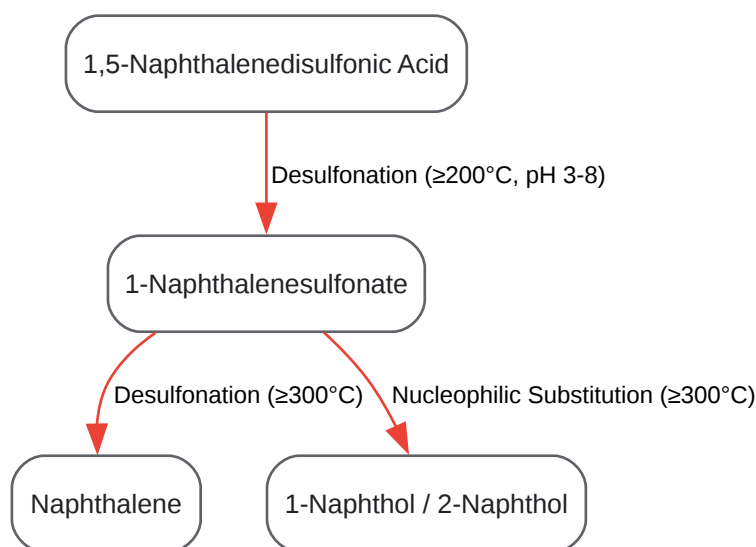 1,5-Naphthalenedisulfonic Acid
Desulfonation (≥200°C, pH 3-8)
1-Naphthalenesulfonate
Desulfonation (≥300°C)
Nucleophilic Substitution (≥300°C)
Naphthalene
1-Naphthol / 2-Naphthol